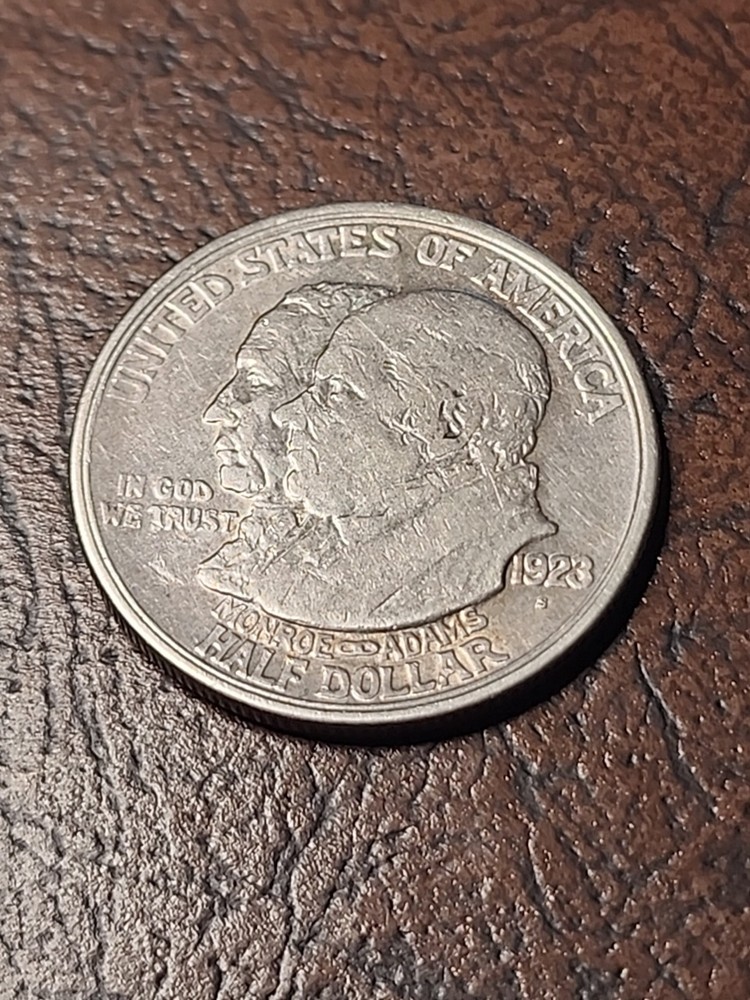 UNITED STATES OF AMERICA
IN GOD
WE TRUST
1923
S
MONROE ADAMS
HALF DOLLAR